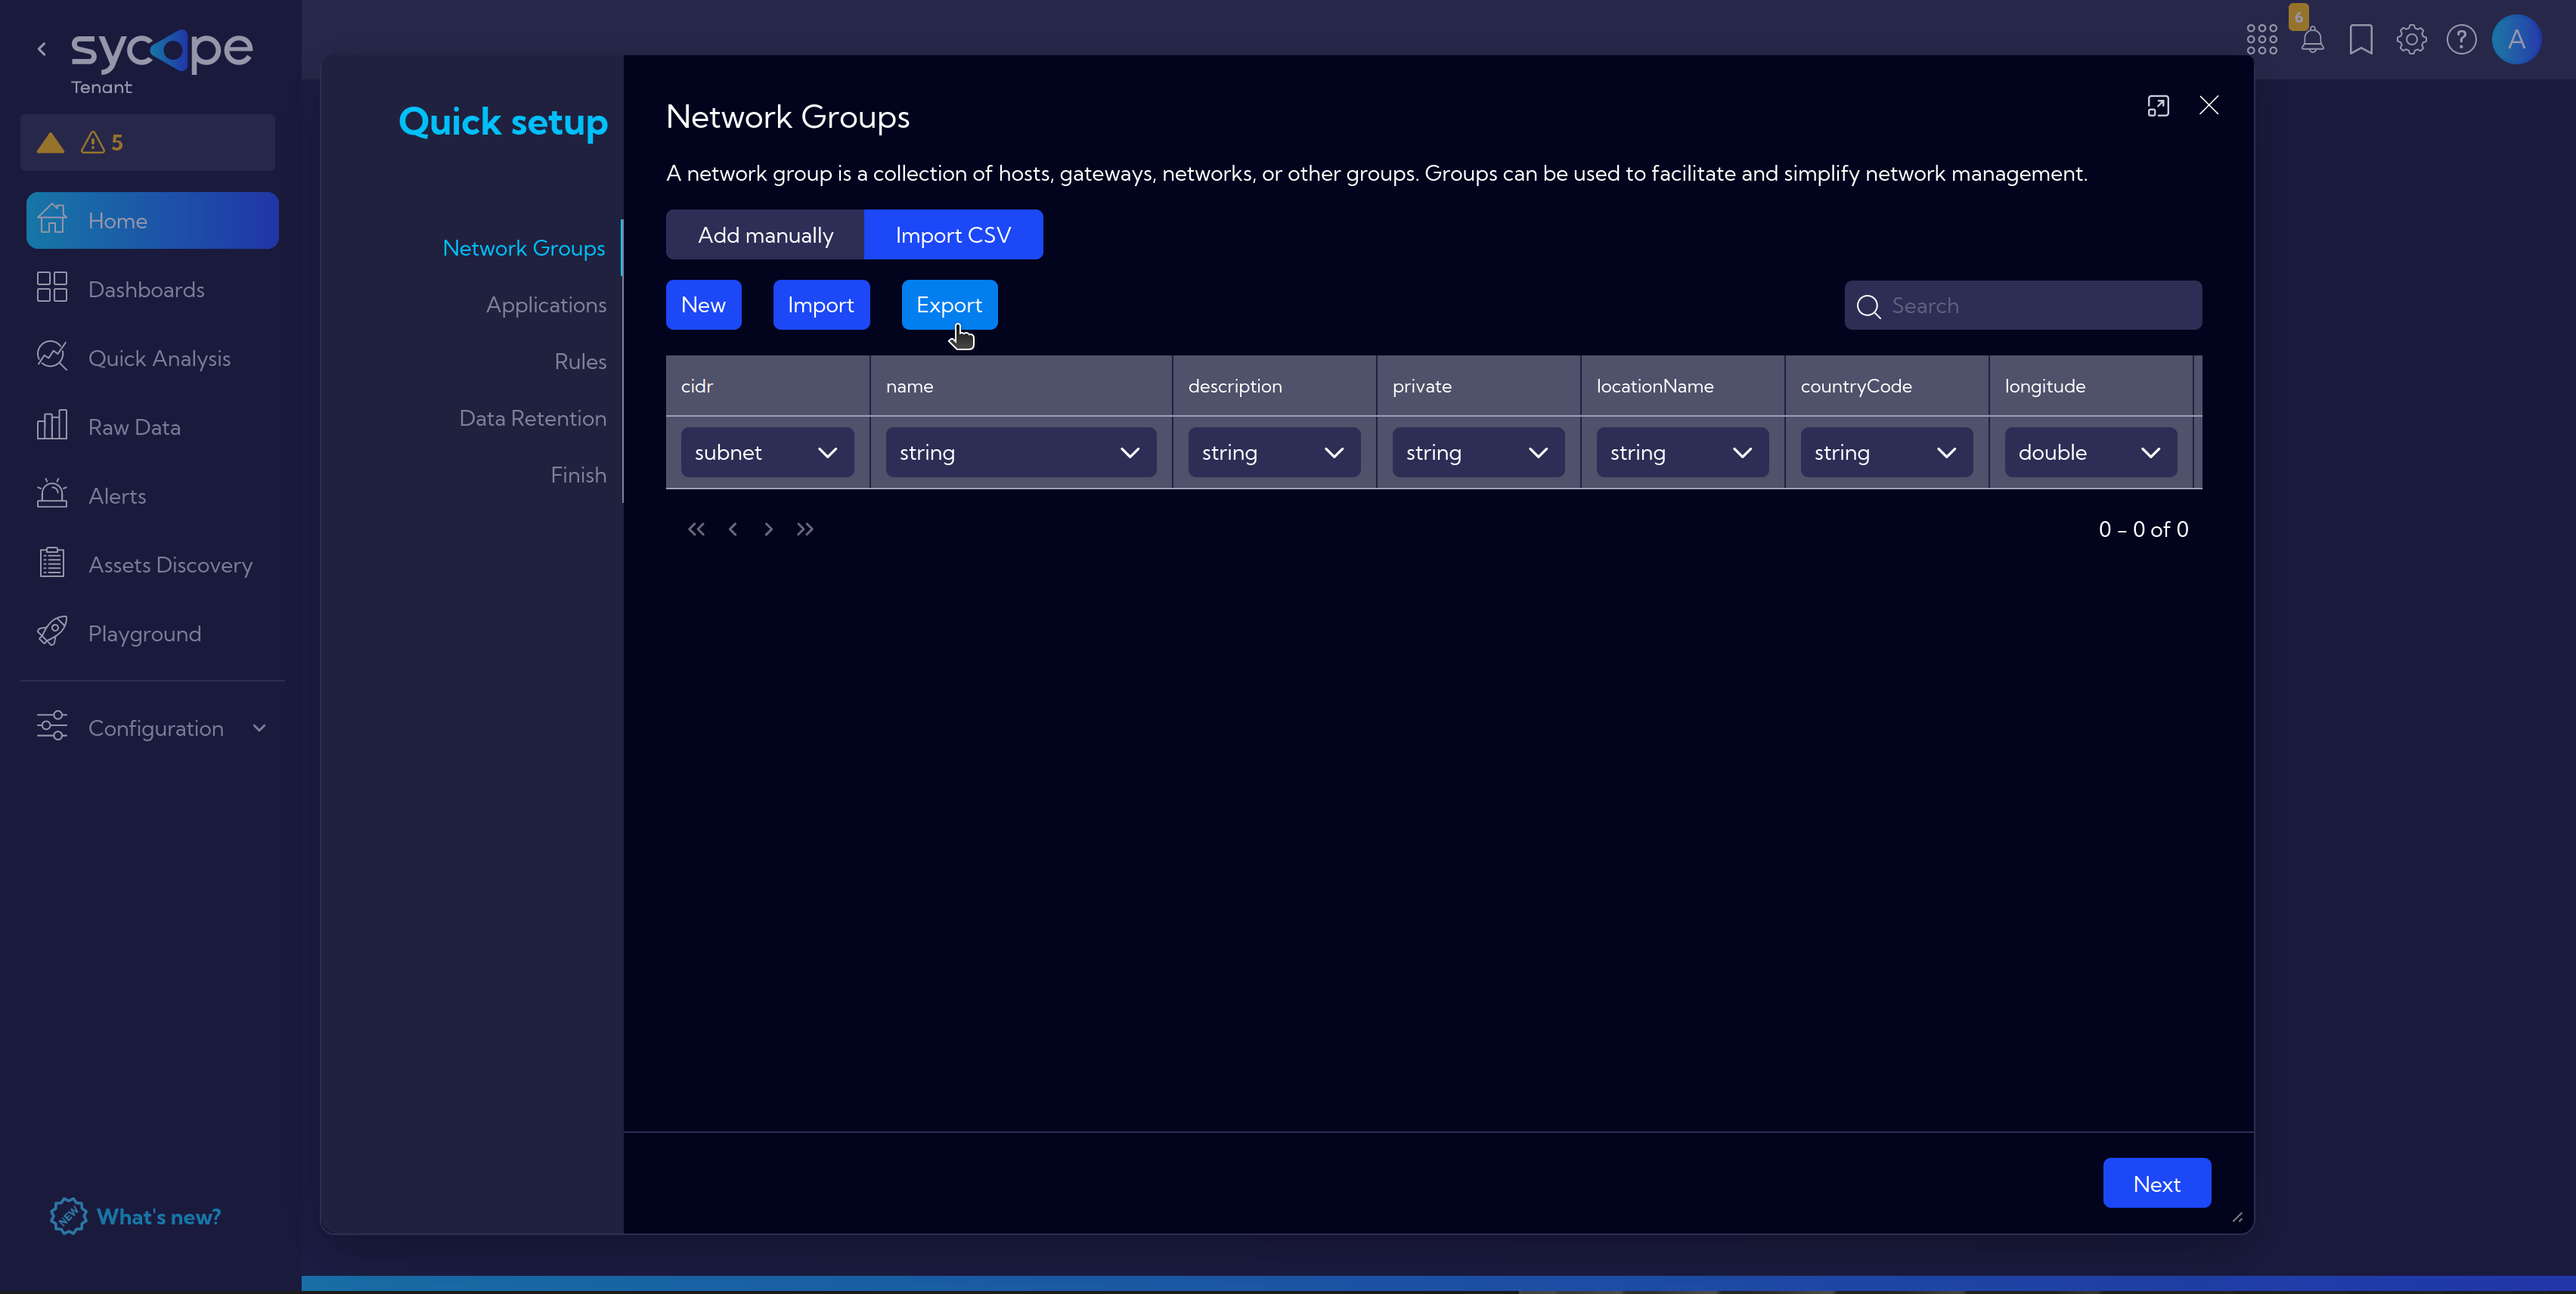 sycope
Tenant
5
Home
Dashboards
Quick Analysis
Raw Data
Alerts
Assets Discovery
Playground
Configuration
NEW
What's new?
6
A
Quick setup
Network Groups
Applications
Rules
Data Retention
Finish
Network Groups
A network group is a collection of hosts, gateways, networks, or other groups. Groups can be used to facilitate and simplify network management.
Add manually Import CSV
New Import Export Search
cidr name description private locationName countryCode longitude
subnet string string string string string double
0 - 0 of 0
Next